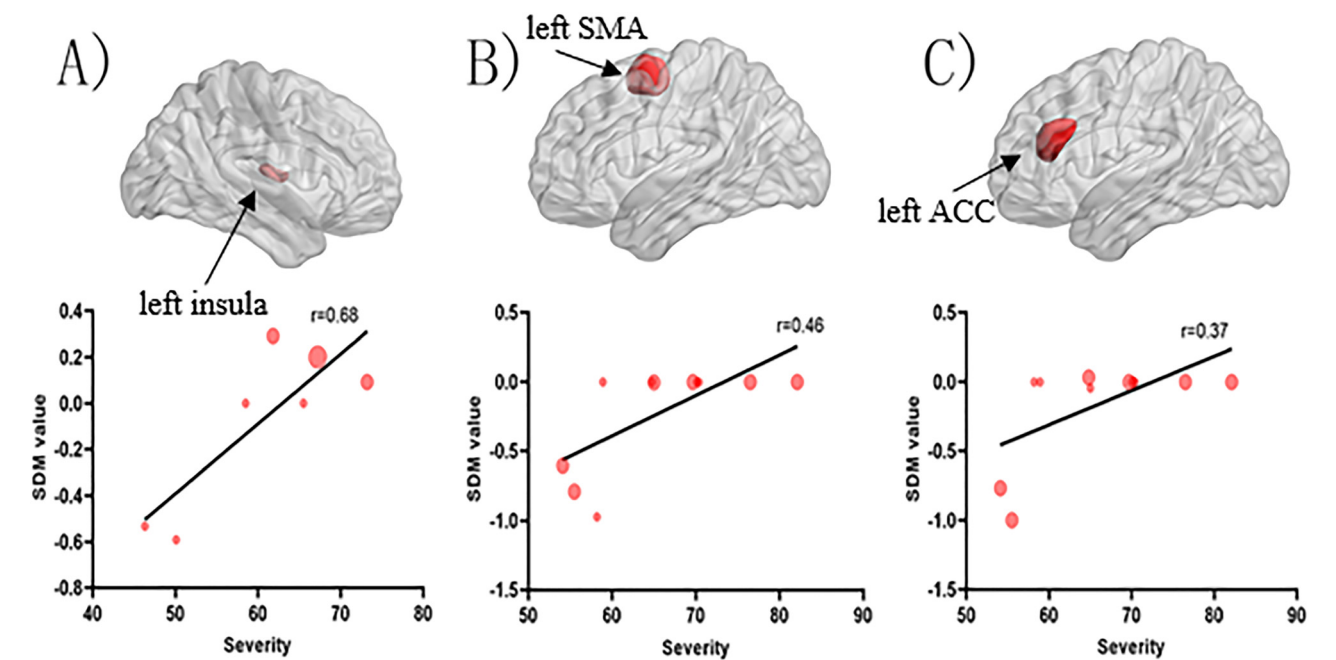 A)
left insula
0.4
0.2
0.0
-0.2
-0.4
-0.6
-0.8
SDM value
r=0.68
40 50 60 70 80
Severity
B)
left SMA
0.5
0.0
-0.5
-1.0
-1.5
SDM value
r=0.46
50 60 70 80 90
Severity
C)
left ACC
0.5
0.0
-0.5
-1.0
-1.5
SDM value
r=0.37
50 60 70 80 90
Severity